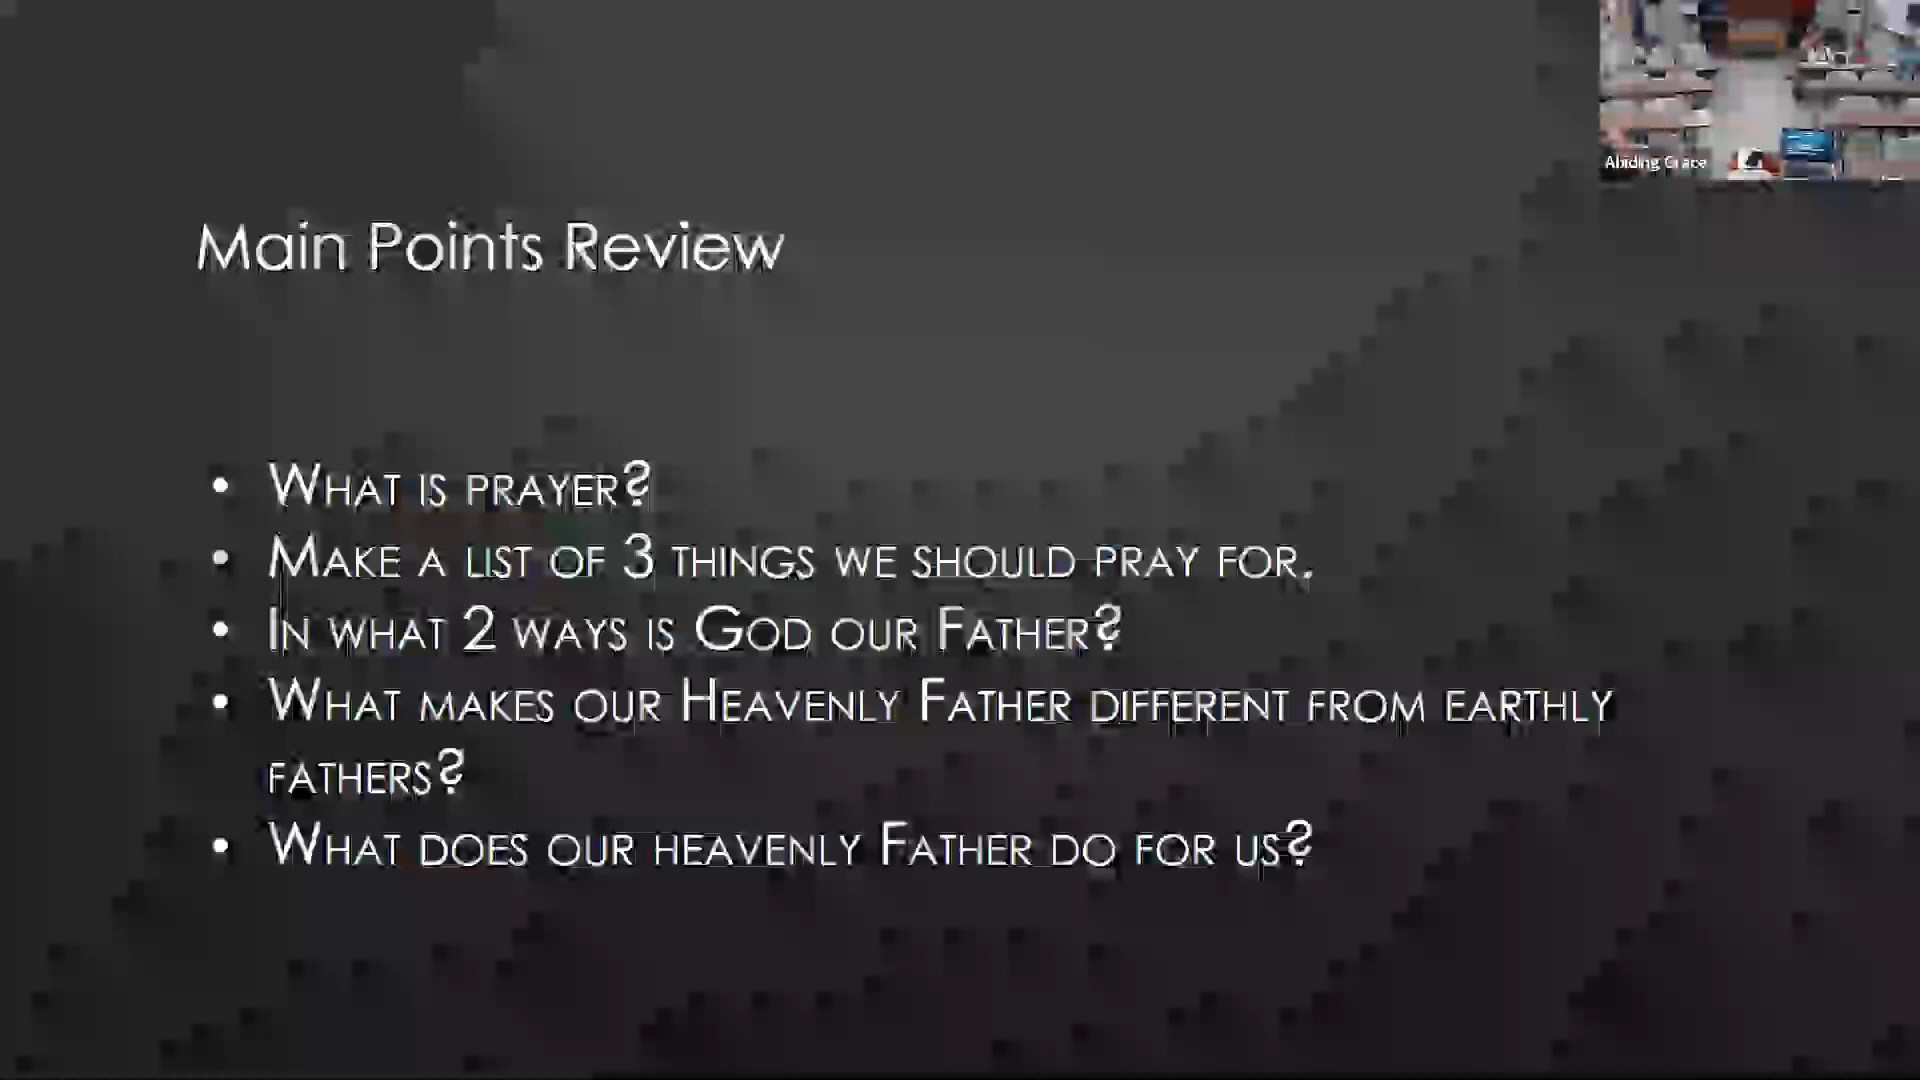 Abiding Grace
Main Points Review
• What is prayer?
• Make a list of 3 things we should pray for.
• In what 2 ways is God our Father?
• What makes our Heavenly Father different from earthly
fathers?
• What does our heavenly Father do for us?